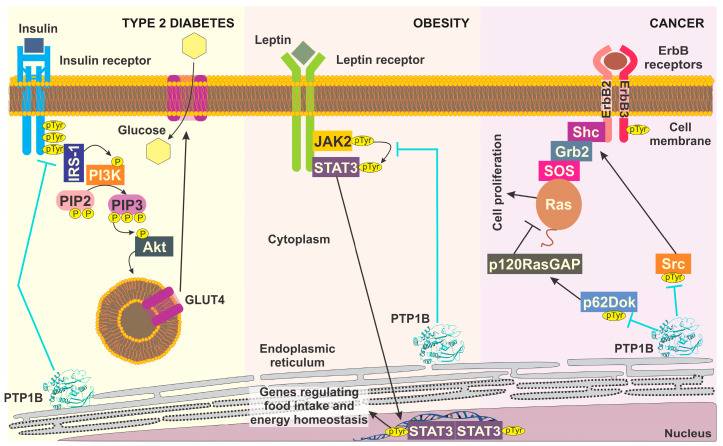 TYPE 2 DIABETES
OBESITY
CANCER
Insulin
Insulin receptor
Leptin
Leptin receptor
ErbB
receptors
ErbB2
ErbB3
Cell
membrane
pTyr
pTyr
pTyr
IRS-1
P
PI3K
PIP2
P P
PIP3
P P P
P
Akt
Glucose
GLUT4
PTP1B
JAK2
pTyr
STAT3
pTyr
Cytoplasm
PTP1B
Endoplasmic
reticulum
Genes regulating
food intake and
energy homeostasis
pTyr
STAT3
STAT3
pTyr
Nucleus
pTyr
Shc
Grb2
SOS
Ras
Cell proliferation
p120RasGAP
Src
pTyr
p62Dok
pTyr
PTP1B